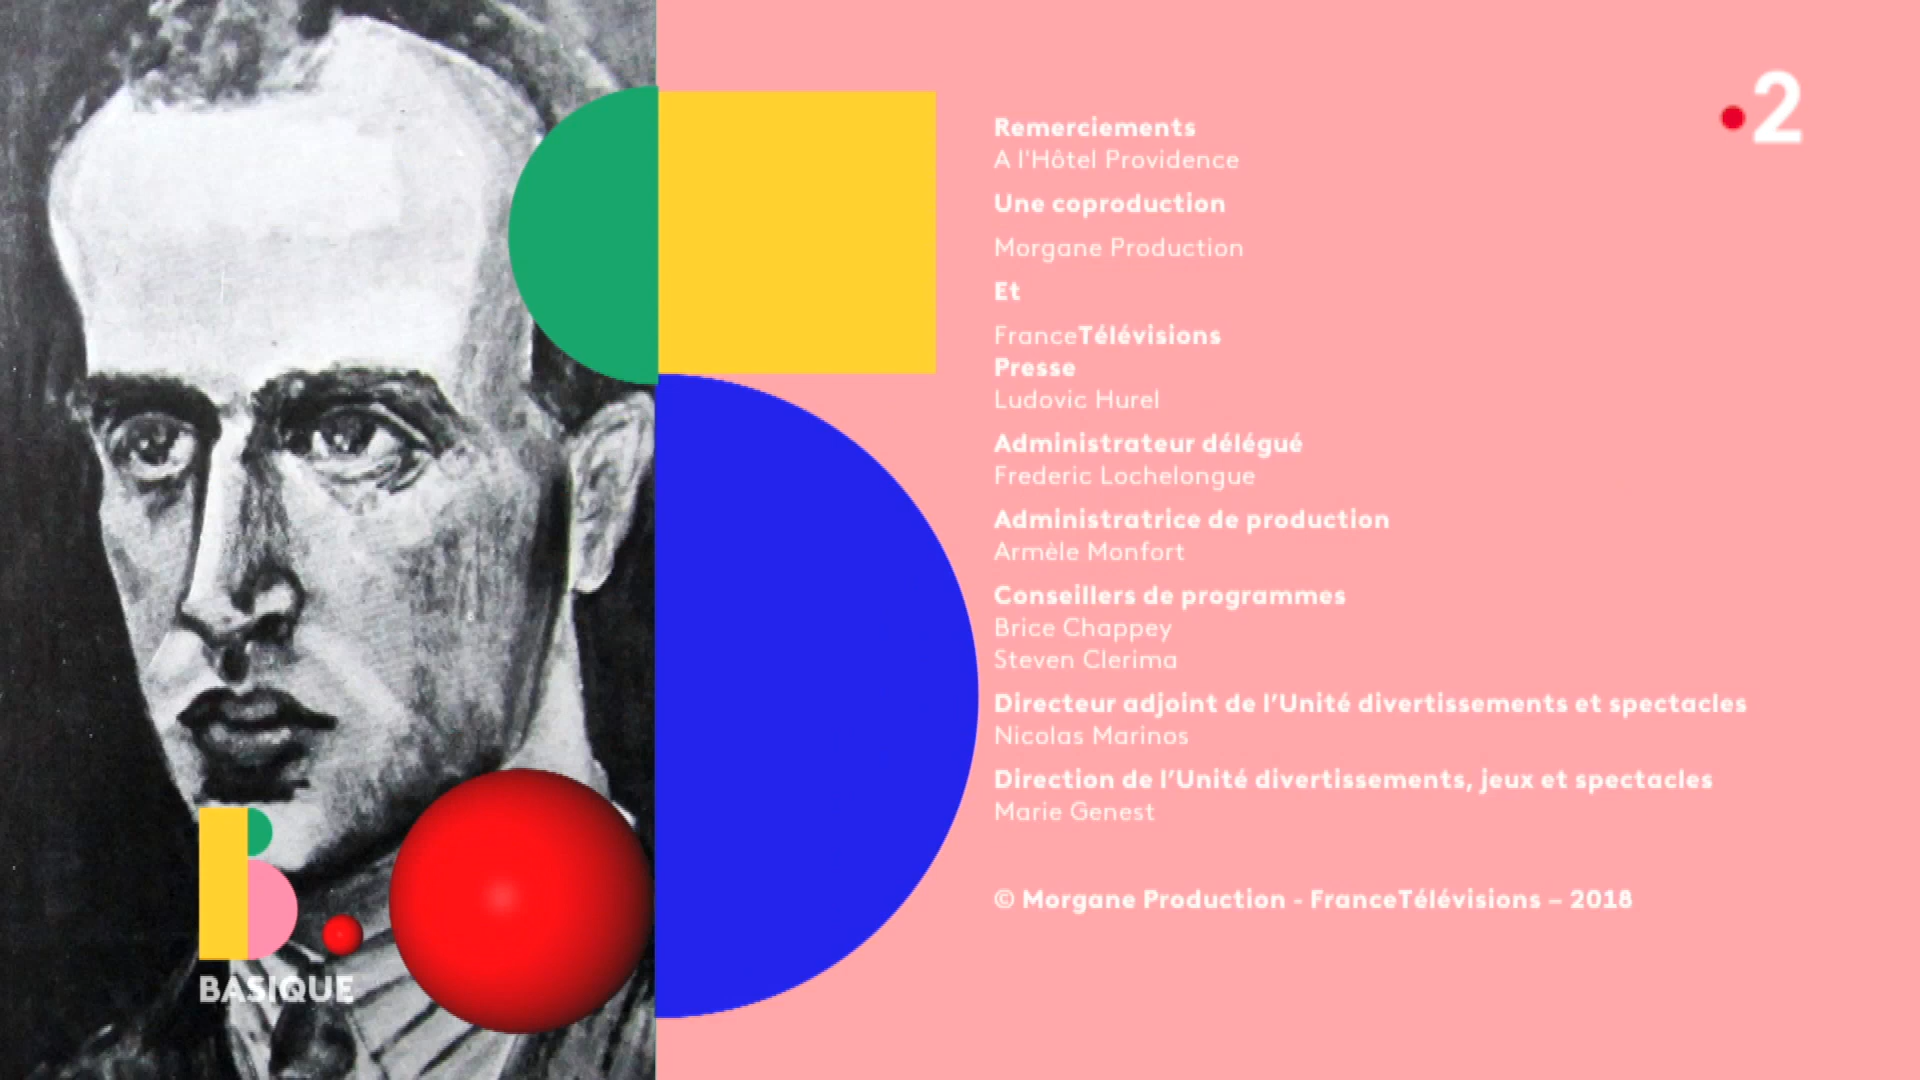 2
Remerciements
A l'Hôtel Providence
Une coproduction
Morgane Production
Et
FranceTélévisions
Presse
Ludovic Hurel
Administrateur délégué
Frederic Lochelongue
Administratrice de production
Armèle Monfort
Conseillers de programmes
Brice Chappey
Steven Clerima
Directeur adjoint de l’Unité divertissements et spectacles
Nicolas Marinos
Direction de l’Unité divertissements, jeux et spectacles
Marie Genest
© Morgane Production - FranceTélévisions – 2018
B.
BASIQUE